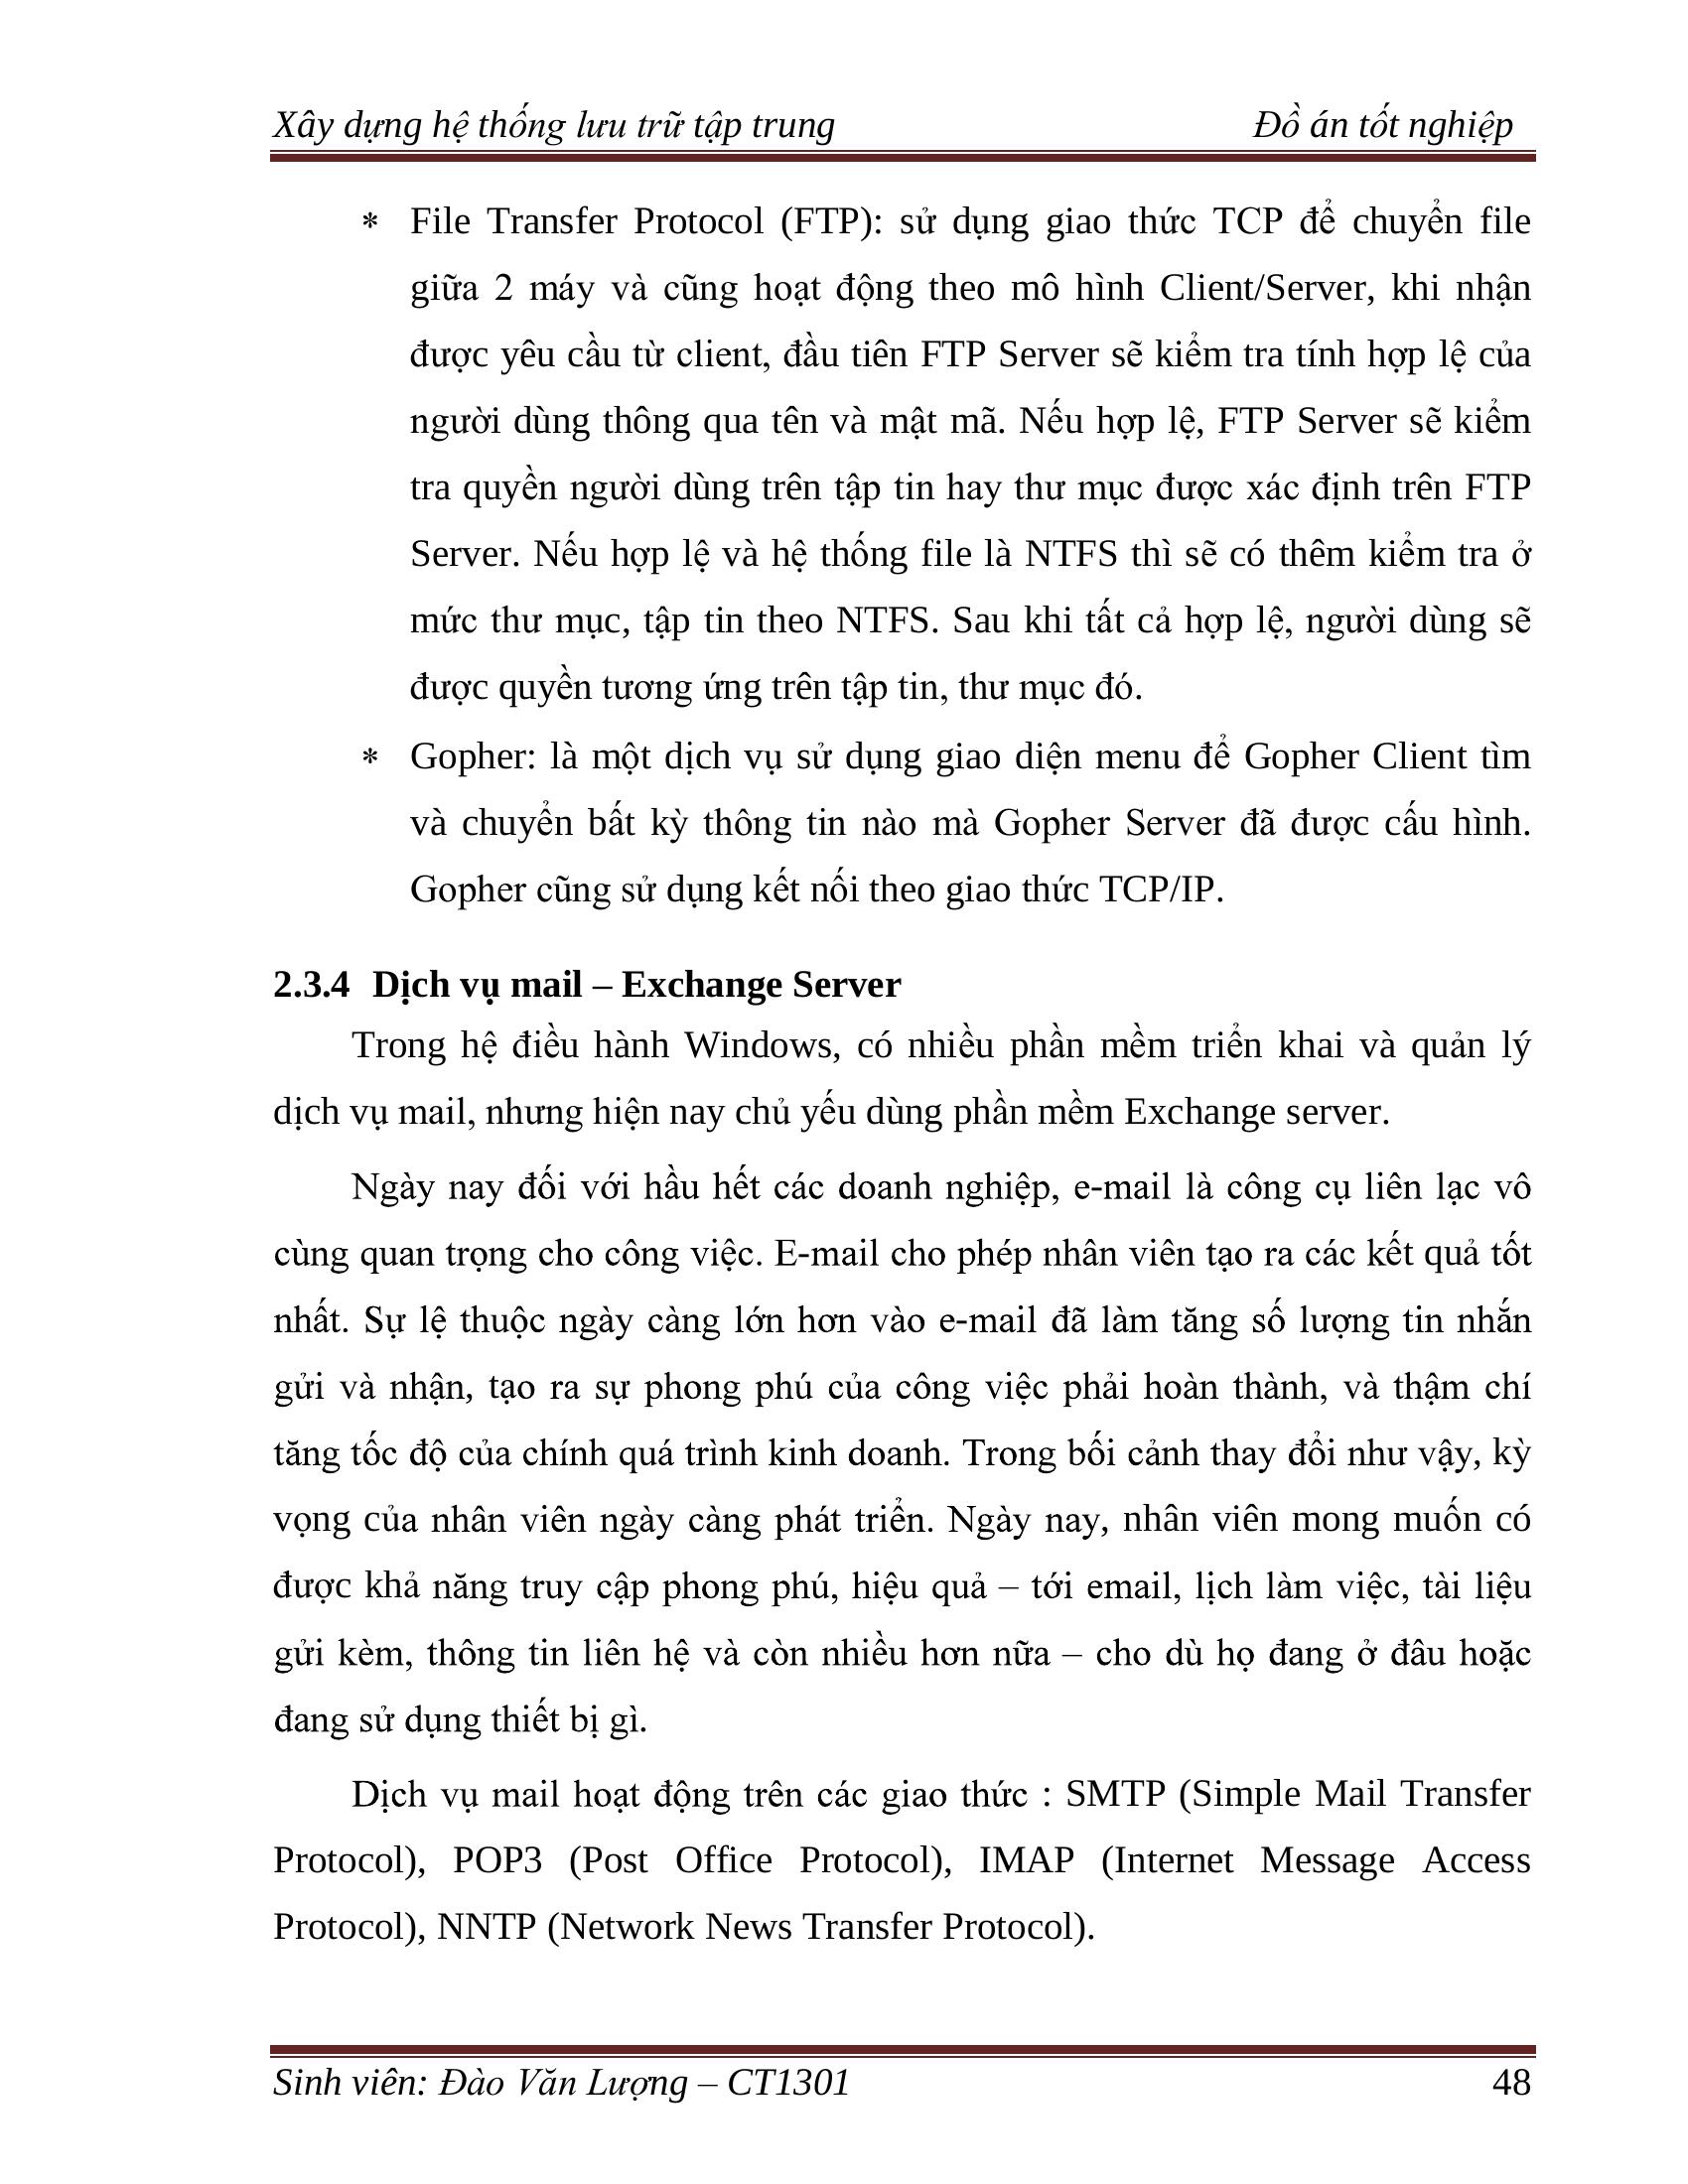 Xây dựng hệ thống lưu trữ tập trung Đồ án tốt nghiệp
* File Transfer Protocol (FTP): sử dụng giao thức TCP để chuyển file
giữa 2 máy và cũng hoạt động theo mô hình Client/Server, khi nhận
được yêu cầu từ client, đầu tiên FTP Server sẽ kiểm tra tính hợp lệ của
người dùng thông qua tên và mật mã. Nếu hợp lệ, FTP Server sẽ kiểm
tra quyền người dùng trên tập tin hay thư mục được xác định trên FTP
Server. Nếu hợp lệ và hệ thống file là NTFS thì sẽ có thêm kiểm tra ở
mức thư mục, tập tin theo NTFS. Sau khi tất cả hợp lệ, người dùng sẽ
được quyền tương ứng trên tập tin, thư mục đó.
* Gopher: là một dịch vụ sử dụng giao diện menu để Gopher Client tìm
và chuyển bất kỳ thông tin nào mà Gopher Server đã được cấu hình.
Gopher cũng sử dụng kết nối theo giao thức TCP/IP.
2.3.4 Dịch vụ mail – Exchange Server
Trong hệ điều hành Windows, có nhiều phần mềm triển khai và quản lý
dịch vụ mail, nhưng hiện nay chủ yếu dùng phần mềm Exchange server.
Ngày nay đối với hầu hết các doanh nghiệp, e-mail là công cụ liên lạc vô
cùng quan trọng cho công việc. E-mail cho phép nhân viên tạo ra các kết quả tốt
nhất. Sự lệ thuộc ngày càng lớn hơn vào e-mail đã làm tăng số lượng tin nhắn
gửi và nhận, tạo ra sự phong phú của công việc phải hoàn thành, và thậm chí
tăng tốc độ của chính quá trình kinh doanh. Trong bối cảnh thay đổi như vậy, kỳ
vọng của nhân viên ngày càng phát triển. Ngày nay, nhân viên mong muốn có
được khả năng truy cập phong phú, hiệu quả – tới email, lịch làm việc, tài liệu
gửi kèm, thông tin liên hệ và còn nhiều hơn nữa – cho dù họ đang ở đâu hoặc
đang sử dụng thiết bị gì.
Dịch vụ mail hoạt động trên các giao thức : SMTP (Simple Mail Transfer
Protocol), POP3 (Post Office Protocol), IMAP (Internet Message Access
Protocol), NNTP (Network News Transfer Protocol).
Sinh viên: Đào Văn Lượng – CT1301 48